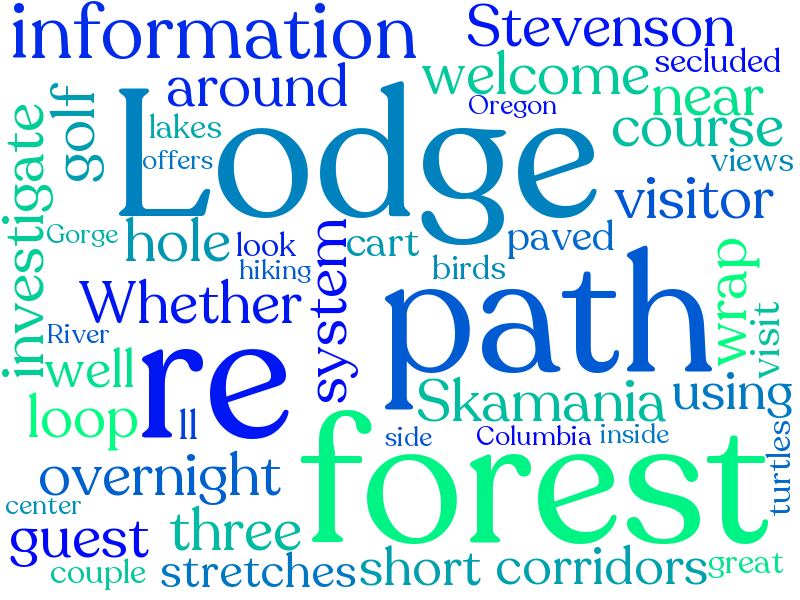 information
Stevenson
around
welcome
secluded
Oregon
near
golf
lakes
Lodge
course
offers
views
investigate
visitor
Gorge
hole
look
system
cart
paved
hiking
birds
wrap
Whether
path
visit
River
well
re
Skamania
using
loop
ll
forest
side
Columbia
inside
turtles
overnight
center
guest
three
couple
stretches
short
corridors
great